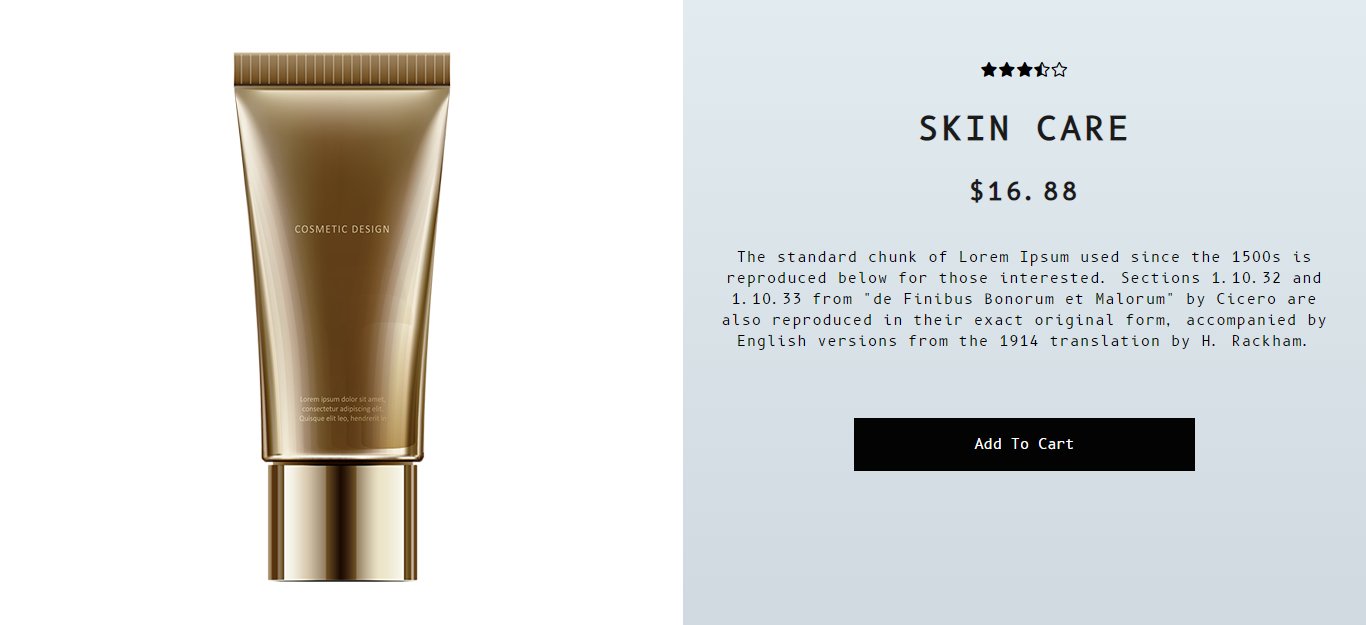 COSMETIC DESIGN
Lorem ipsum dolor sit amet,
consectetur adipiscing elit.
Quisque elit leo, hendrerit in
SKIN CARE
$16.88
The standard chunk of Lorem Ipsum used since the 1500s is
reproduced below for those interested. Sections 1.10.32 and
1.10.33 from "de Finibus Bonorum et Malorum" by Cicero are
also reproduced in their exact original form, accompanied by
English versions from the 1914 translation by H. Rackham.
Add To Cart